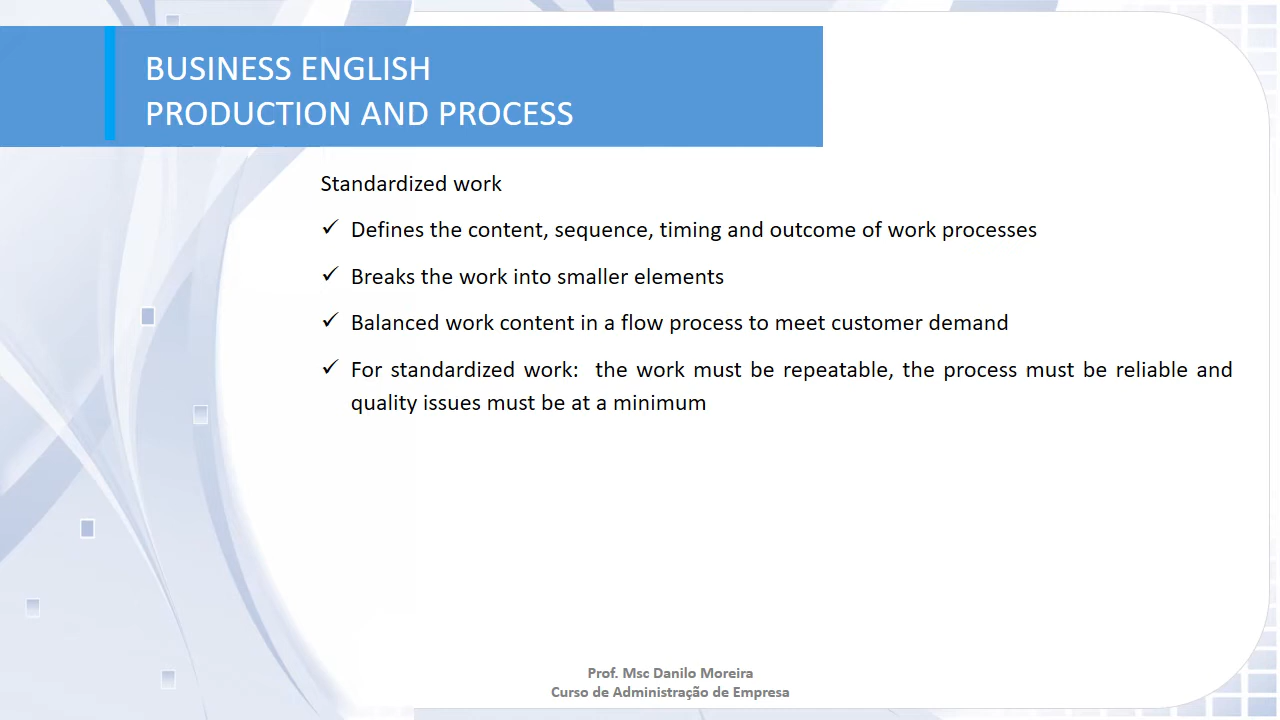 BUSINESS ENGLISH
PRODUCTION AND PROCESS
Standardized work
✓ Defines the content, sequence, timing and outcome of work processes
✓ Breaks the work into smaller elements
✓ Balanced work content in a flow process to meet customer demand
✓ For standardized work:  the work must be repeatable, the process must be reliable and
quality issues must be at a minimum
Prof. Msc Danilo Moreira
Curso de Administração de Empresa